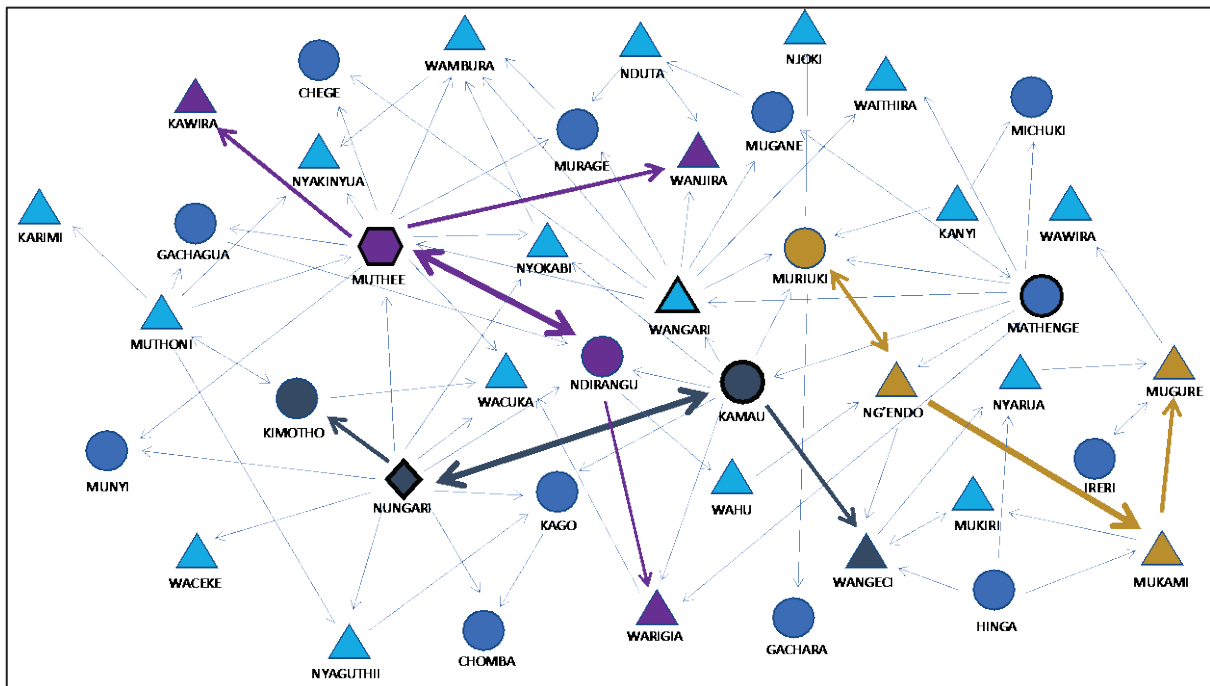 NJOKI
WAMBURA
NDUTA
CHEGE
WAITHIRA
MICHUKI
KAWIRA
MURAGE
MUGANE
NYAKINYUA
WANJIRA
KARIMI
GACHAGUA
KANYI
WAWIRA
NYOKABI
MUTHEE
WANGARI
MURIUKI
MATHENGE
MUTHONI
NDIRANGU
WACUKA
KAMAU
NG'ENDO
NYARUA
MUGURE
KIMOTHO
MUNYI
IRERI
NUNGARI
KAGO
WAHU
MUKIRI
WACEKE
WANGECI
MUKAMI
HINGA
WARIGIA
GACHARA
CHOMBA
NYAGUTHII